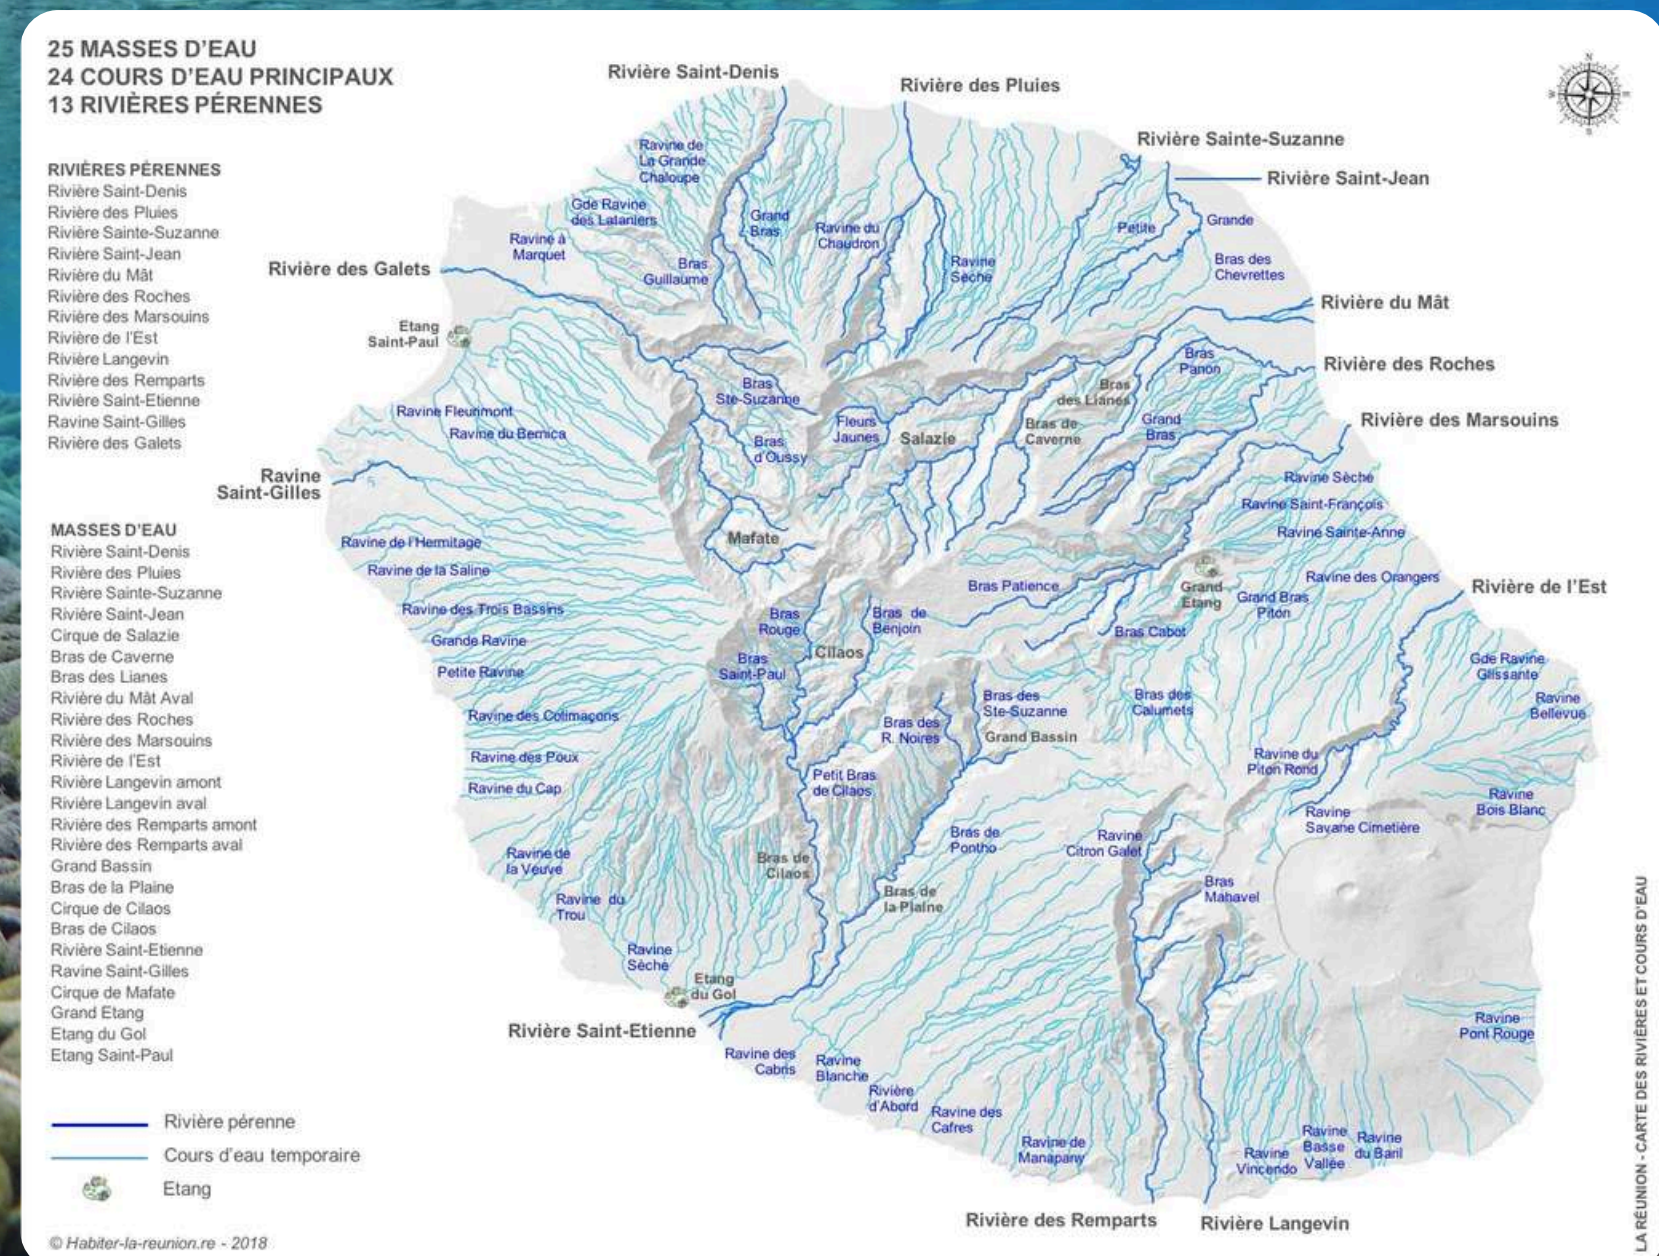 25 MASSES D'EAU
24 COURS D'EAU PRINCIPAUX
13 RIVIÈRES PÉRENNES
RIVIÈRES PÉRENNES
Rivière Saint-Denis
Rivière des Pluies
Rivière Sainte-Suzanne
Rivière Saint-Jean
Rivière du Mât
Rivière des Roches
Rivière des Marsouins
Rivière de l'Est
Rivière Langevin
Rivière des Remparts
Rivière Saint-Etienne
Ravine Saint-Gilles
Rivière des Galets
MASSES D'EAU
Rivière Saint-Denis
Rivière des Pluies
Rivière Sainte-Suzanne
Rivière Saint-Jean
Cirque de Salazie
Bras de Caverne
Bras des Lianes
Rivière du Mât Aval
Rivière des Roches
Rivière des Marsouins
Rivière de l'Est
Rivière Langevin amont
Rivière Langevin aval
Rivière des Remparts amont
Rivière des Remparts aval
Grand Bassin
Bras de la Plaine
Cirque de Cilaos
Bras de Cilaos
Rivière Saint-Etienne
Ravine Saint-Gilles
Cirque de Mafate
Grand Etang
Etang du Gol
Etang Saint-Paul
Rivière pérenne
Cours d'eau temporaire
Etang
© Habiter-la-reunion.re - 2018
Rivière Saint-Denis
Rivière des Pluies
Rivière Sainte-Suzanne
Rivière Saint-Jean
Ravine de
La Grande
Chaloupe
Gde Ravine
des Lataniers
Ravine à
Marquet
Grand
Bras
Ravine du
Chaudron
Petite
Grande
Bras
Guillaume
Ravine
Sèche
Bras des
Chevrettes
Rivière des Galets
Rivière du Mât
Etang
Saint-Paul
Bras
Panon
Rivière des Roches
Bras
Ste-Suzanne
Bras
des Lianes
Ravine Fleurimont
Ravine du Bernica
Fleurs
Jaunes
Salazie
Bras de
Caverne
Grand
Bras
Rivière des Marsouins
Bras
d'Oussy
Ravine
Saint-Gilles
Ravine Sèche
Ravine Saint-François
Ravine Sainte-Anne
Ravine de l'Hermitage
Mafate
Ravine de la Saline
Bras Patience
Grand
Etang
Ravine des Orangers
Grand Bras
Piton
Rivière de l'Est
Ravine des Trois Bassins
Bras
Rouge
Bras de
Benjoin
Bras Cabot
Grande Ravine
Cilaos
Petite Ravine
Bras
Saint-Paul
Gde Ravine
Glissante
Ravine
Bellevue
Bras des
Ste-Suzanne
Bras des
Calumets
Ravine des Colimaçons
Bras des
R. Noires
Grand Bassin
Ravine des Poux
Ravine du
Piton Rond
Ravine du Cap
Petit Bras
de Cilaos
Ravine
Bois Blanc
Ravine
Savane Cimetière
Bras de
Pontho
Ravine
Citron Galet
Ravine de
la Veuve
Bras de
Cilaos
Bras de
la Plaine
Bras
Mahavel
Ravine du
Trou
Ravine
Sèche
Etang
du Gol
Rivière Saint-Etienne
Ravine
Pont Rouge
Ravine des
Cabris
Ravine
Blanche
Rivière
d'Abord
Ravine des
Cafres
Ravine de
Manapany
Ravine
Vincendo
Ravine
Basse
Vallée
Ravine
du Baril
Rivière des Remparts
Rivière Langevin
N
E
S
W
LA RÉUNION - CARTE DES RIVIÈRES ET COURS D'EAU